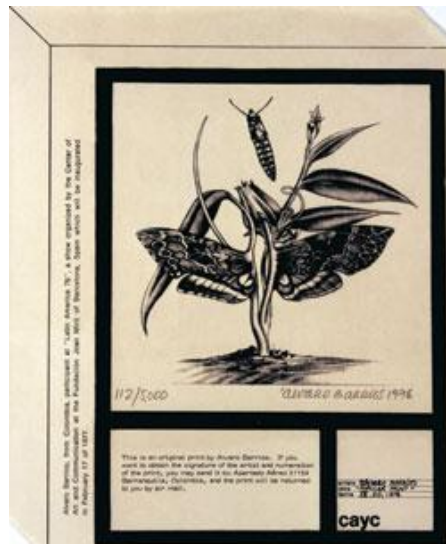 Alvaro Barrios, from Colombia, participant at "Latin America 76", a show organized by the Center of
Art and Communication at the Fundacion Joan Miró of Barcelona, Spain which will be inaugurated
in February 17 of 1977.
112/5000
alvaro Barrios 1976
This is an original print by Alvaro Barrios. If you
want to obtain the signature of the artist and numeration
of the print, you may send it to: Apartado Aéreo 51154
Barranquilla, Colombia, and the print will be returned
to you by air mail.
cayc